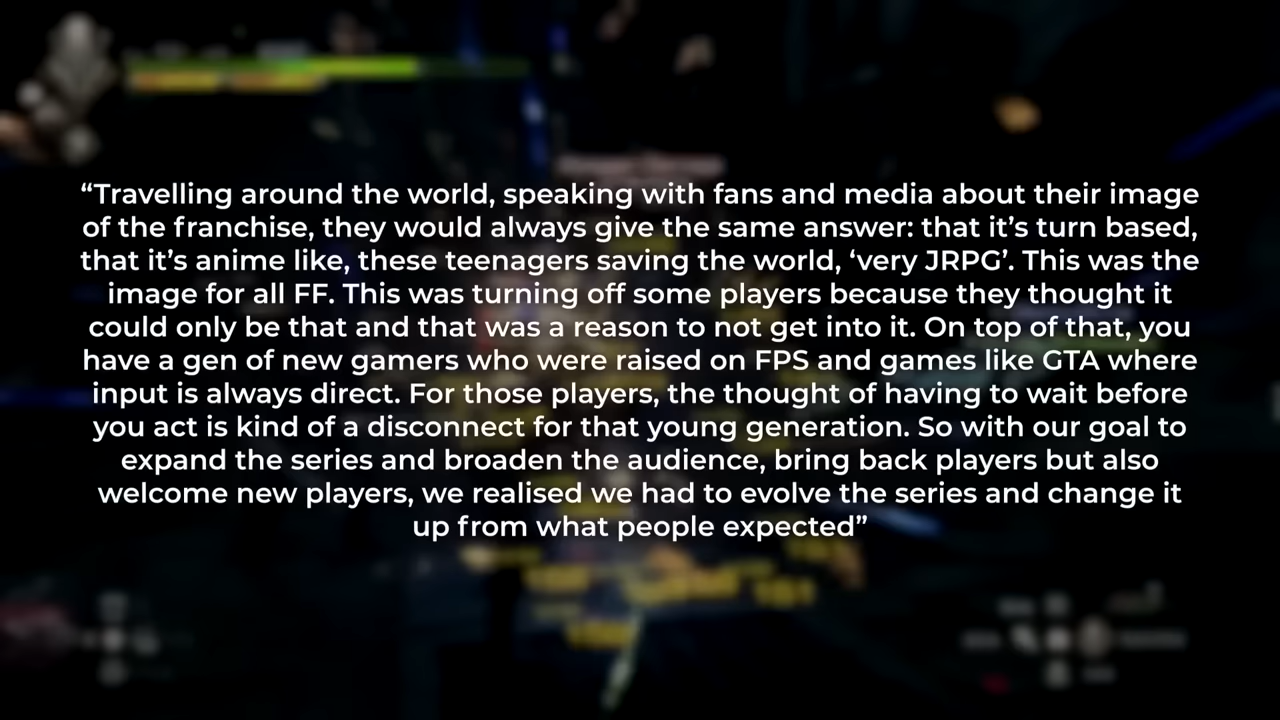 “Travelling around the world, speaking with fans and media about their image
of the franchise, they would always give the same answer: that it’s turn based,
that it’s anime like, these teenagers saving the world, ‘very JRPG’. This was the
image for all FF. This was turning off some players because they thought it
could only be that and that was a reason to not get into it. On top of that, you
have a gen of new gamers who were raised on FPS and games like GTA where
input is always direct. For those players, the thought of having to wait before
you act is kind of a disconnect for that young generation. So with our goal to
expand the series and broaden the audience, bring back players but also
welcome new players, we realised we had to evolve the series and change it
up from what people expected”